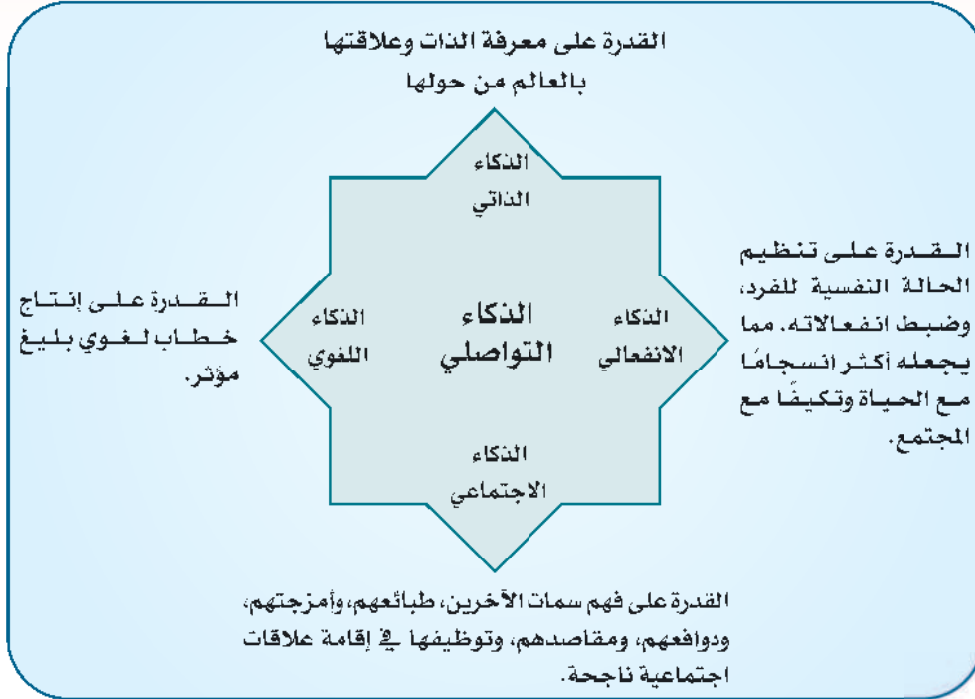 القدرة على معرفة الذات وعلاقتها
بالعالم من حولها
الذكاء
الذاتي
القدرة على تنظيم
الحالة النفسية للفرد،
وضبط انفعالاته. مما
يجعله أكثر انسجامًا
مع الحياة وتكيفًا مع
المجتمع.
الذكاء
الانفعالي
الذكاء
التواصلي
الذكاء
اللغوي
القدرة على إنتاج
خطاب لغوي بليغ
مؤثر.
الذكاء
الاجتماعي
القدرة على فهم سمات الآخرين، طبائعهم، وأمزجتهم،
ودوافعهم، ومقاصدهم، وتوظيفها في إقامة علاقات
اجتماعية ناجحة.